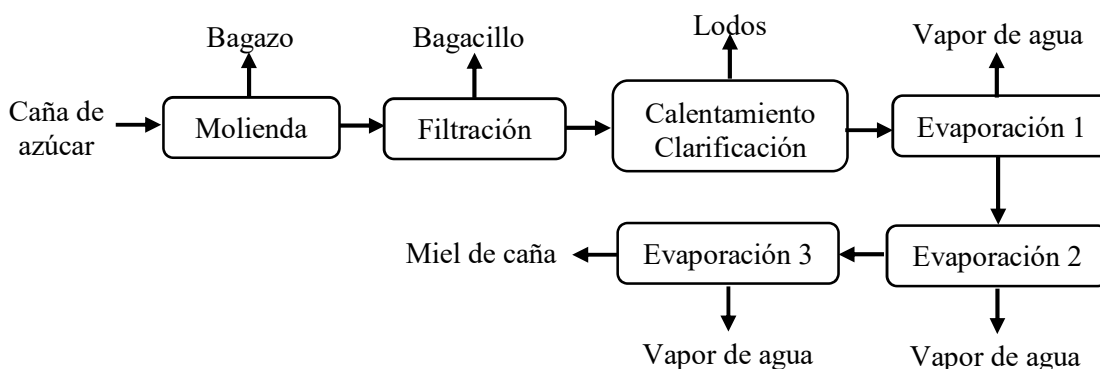 Bagazo
Bagacillo
Lodos
Vapor de agua
Caña de
azúcar
Molienda
Filtración
Calentamiento
Clarificación
Evaporación 1
Miel de caña
Evaporación 3
Evaporación 2
Vapor de agua
Vapor de agua